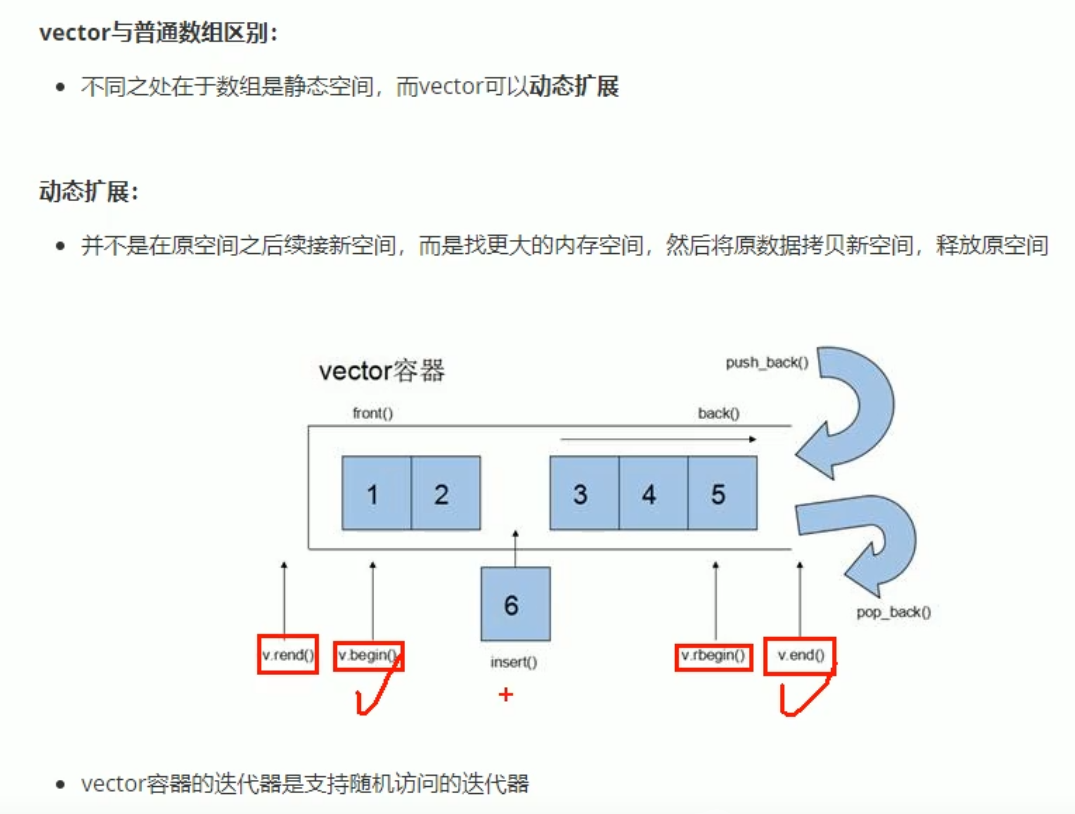 vector与普通数组区别：
不同之处在于数组是静态空间，而vector可以动态扩展
动态扩展：
并不是在原空间之后续接新空间，而是找更大的内存空间，然后将原数据拷贝新空间，释放原空间
vector容器
push_back()
front()
back()
1 2 3 4 5
6
pop_back()
v.rend() v.begin() insert() v.rbegin() v.end()
vector容器的迭代器是支持随机访问的迭代器